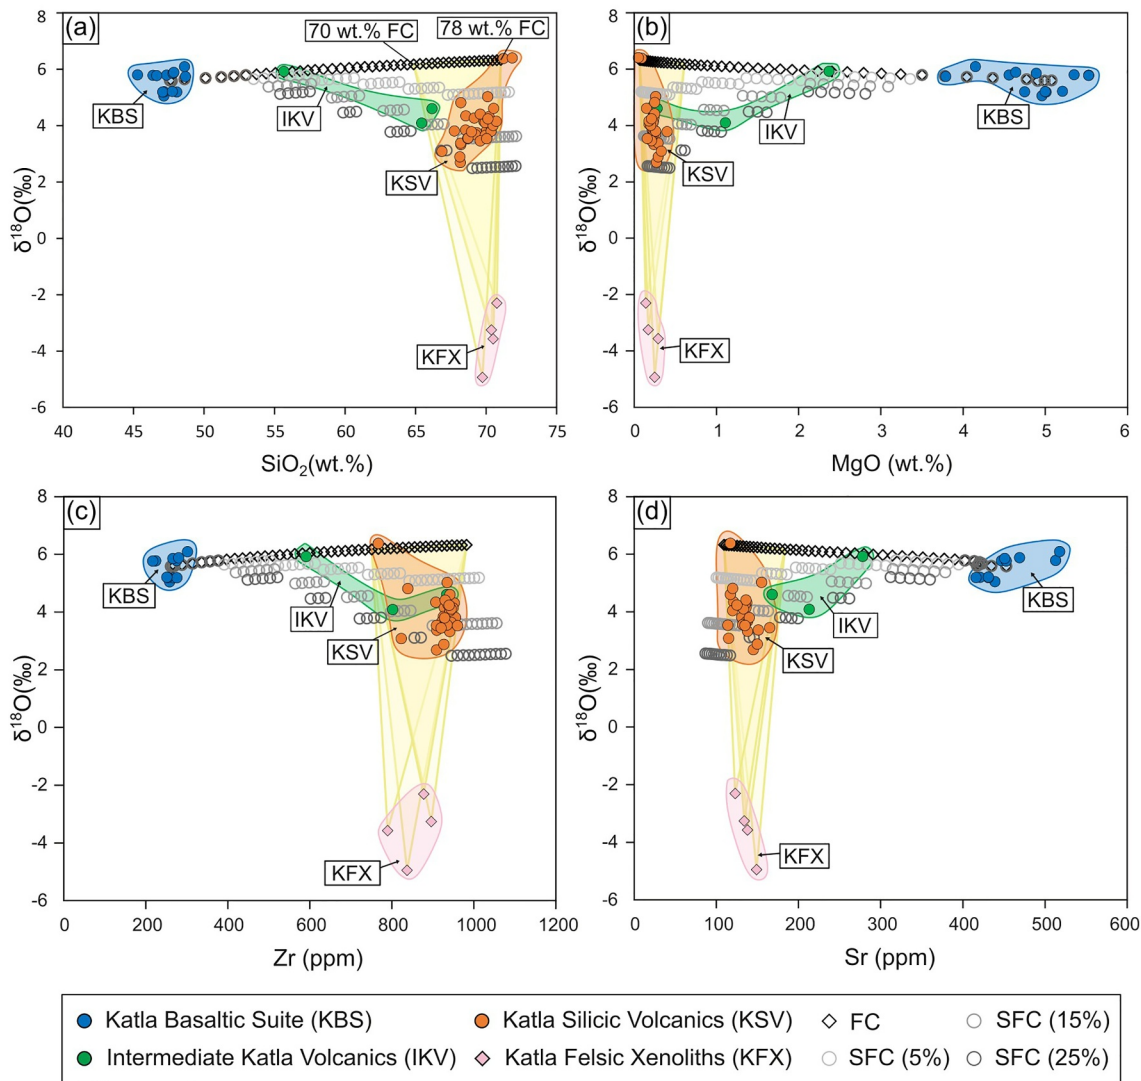 (a)
70 wt.% FC
78 wt.% FC
KBS
IKV
KSV
KFX
8
6
4
2
0
-2
-4
-6
δ¹⁸O(‰)
40 45 50 55 60 65 70 75
SiO₂(wt.%)
(b)
KBS
IKV
KSV
KFX
8
6
4
2
0
-2
-4
-6
δ¹⁸O(‰)
0 1 2 3 4 5 6
MgO (wt.%)
(c)
KBS
IKV
KSV
KFX
8
6
4
2
0
-2
-4
-6
δ¹⁸O(‰)
0 200 400 600 800 1000 1200
Zr (ppm)
(d)
KBS
IKV
KSV
KFX
8
6
4
2
0
-2
-4
-6
δ¹⁸O(‰)
0 100 200 300 400 500 600
Sr (ppm)
Katla Basaltic Suite (KBS) Katla Silicic Volcanics (KSV) FC SFC (15%)
Intermediate Katla Volcanics (IKV) Katla Felsic Xenoliths (KFX) SFC (5%) SFC (25%)